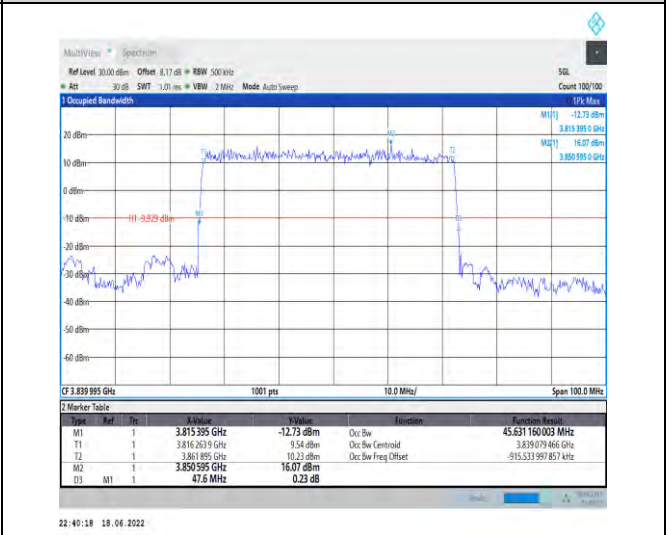 MultiView Spectrum
Ref Level 30.00 dBm Offset 8.17 dB RBW 500 kHz SGL
Att 30 dB SWT 1.01 ms VBW 2 MHz Mode Auto Sweep Count 100/100
1 Occupied Bandwidth 1Pk Max
M1[1] -12.73 dBm
3.815 395 0 GHz
20 dBm M2 M2[1] 16.07 dBm
3.850 595 0 GHz
T1 T2
10 dBm
0 dBm
-10 dBm H1 -9.929 dBm M1 D3
-20 dBm
-30 dBm
-40 dBm
-50 dBm
-60 dBm
CF 3.839 995 GHz 1001 pts 10.0 MHz/ Span 100.0 MHz
2 Marker Table
Type Ref Trc X-Value Y-Value Function Function Result
M1 1 3.815 395 GHz -12.73 dBm Occ Bw 45.631 160 003 MHz
T1 1 3.816 263 9 GHz 9.54 dBm Occ Bw Centroid 3.839 079 466 GHz
T2 1 3.861 895 GHz 10.23 dBm Occ Bw Freq Offset -915.533 997 857 kHz
M2 1 3.850 595 GHz 16.07 dBm
D3 M1 1 47.6 MHz 0.23 dB
22:40:18 18.06.2022